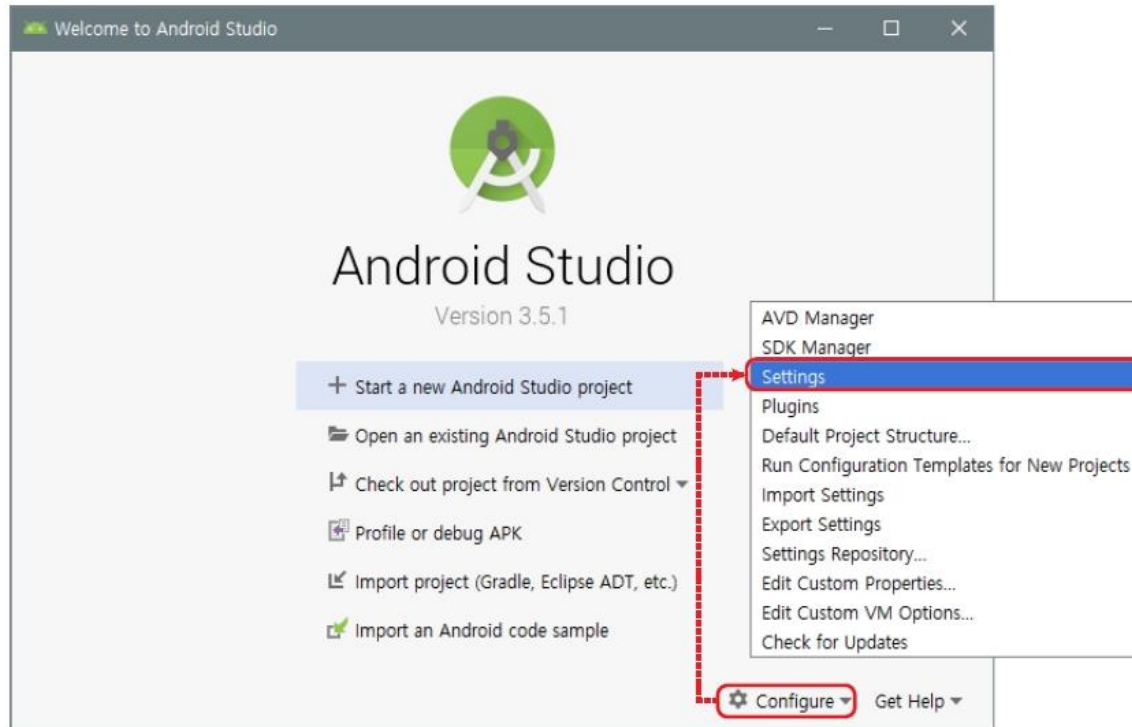 Welcome to Android Studio
Android Studio
Version 3.5.1
Start a new Android Studio project
Open an existing Android Studio project
Check out project from Version Control
Profile or debug APK
Import project (Gradle, Eclipse ADT, etc.)
Import an Android code sample
AVD Manager
SDK Manager
Settings
Plugins
Default Project Structure...
Run Configuration Templates for New Projects
Import Settings
Export Settings
Settings Repository...
Edit Custom Properties...
Edit Custom VM Options...
Check for Updates
Configure Get Help